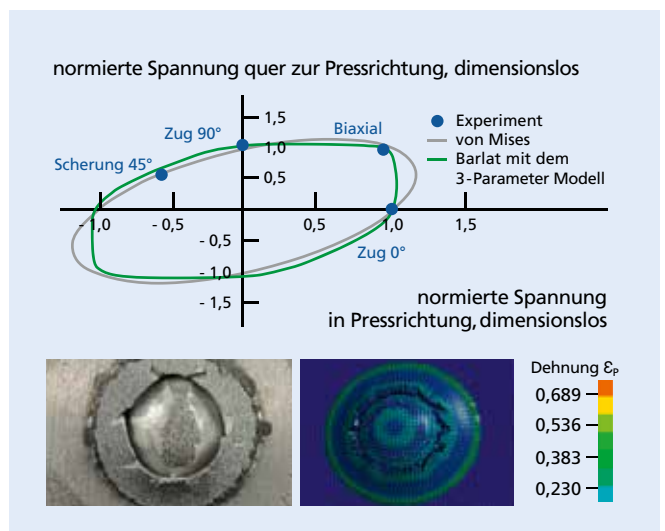 normierte Spannung quer zur Pressrichtung, dimensionslos
1,5
Zug 90°
Biaxial
Experiment
von Mises
Barlat mit dem
3-Parameter Modell
1,0
Scherung 45°
0,5
- 1,0
- 0,5
0,5
1,0
1,5
- 0,5
Zug 0°
- 1,0
- 1,5
normierte Spannung
in Pressrichtung, dimensionslos
Dehnung εP
0,689
0,536
0,383
0,230